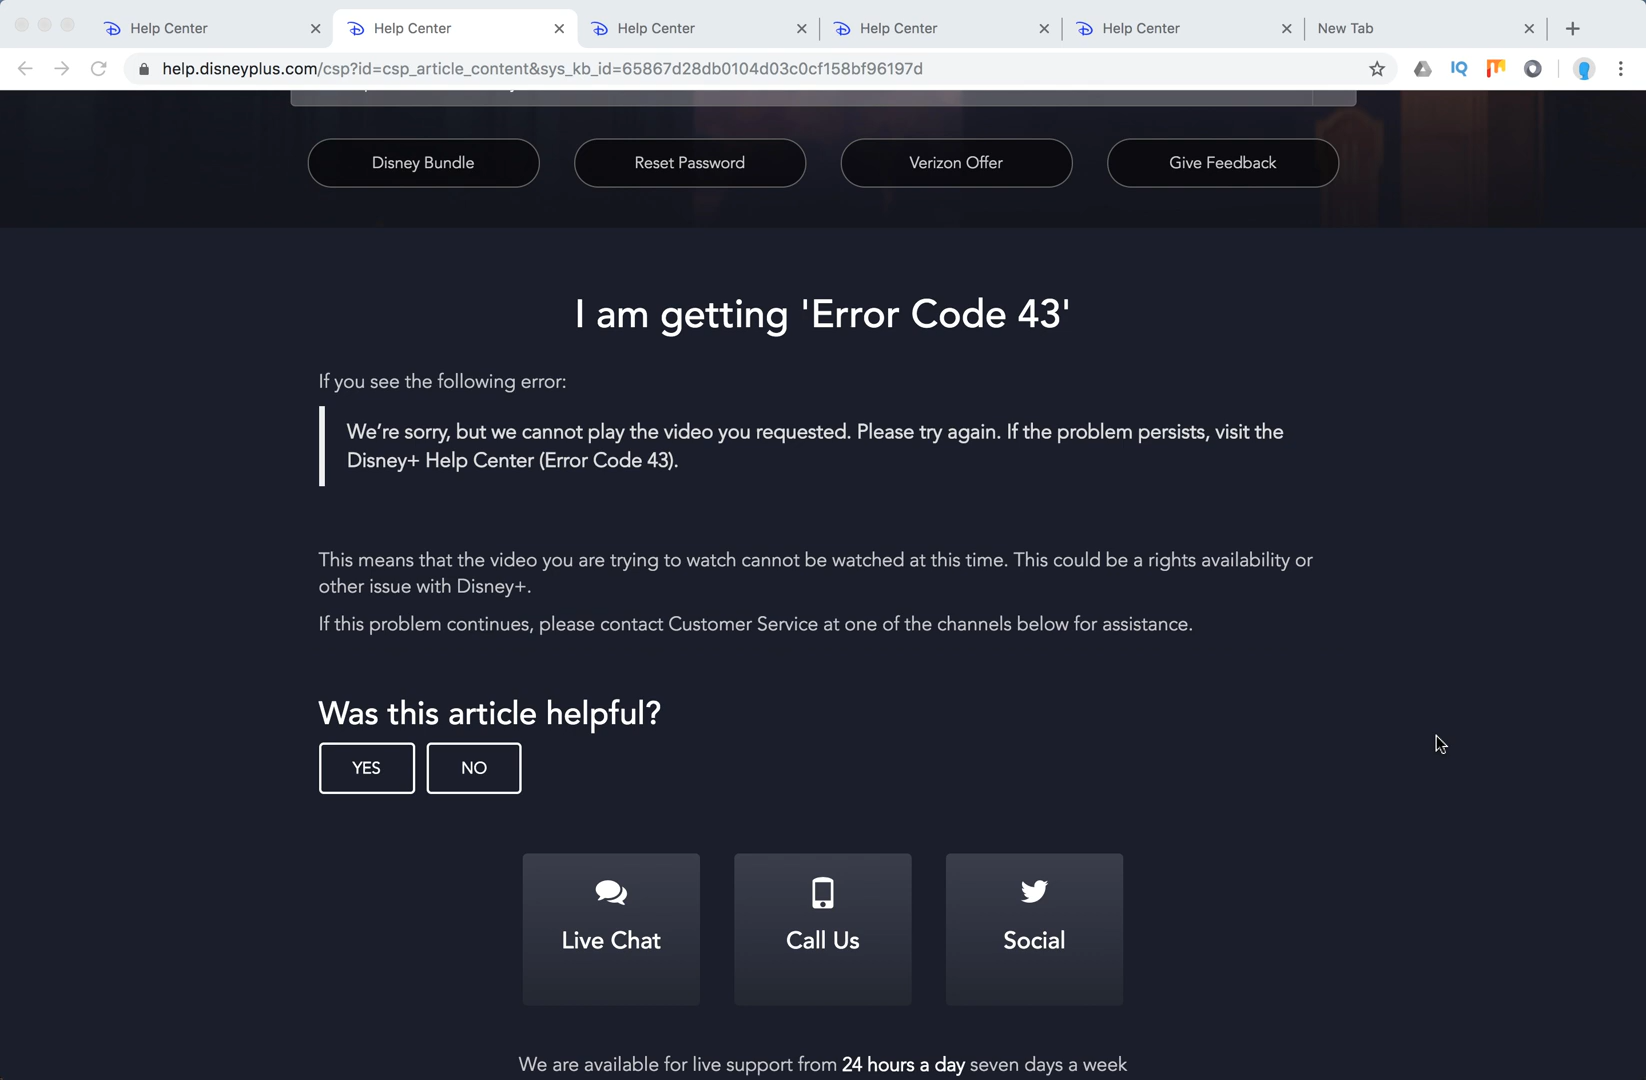 Help Center
Help Center
Help Center
Help Center
Help Center
New Tab
help.disneyplus.com/csp?id=csp_article_content&sys_kb_id=65867d28db0104d03c0cf158bf96197d
IQ
Disney Bundle
Reset Password
Verizon Offer
Give Feedback
I am getting 'Error Code 43'
If you see the following error:
We’re sorry, but we cannot play the video you requested. Please try again. If the problem persists, visit the
Disney+ Help Center (Error Code 43).
This means that the video you are trying to watch cannot be watched at this time. This could be a rights availability or
other issue with Disney+.
If this problem continues, please contact Customer Service at one of the channels below for assistance.
Was this article helpful?
YES
NO
Live Chat
Call Us
Social
We are available for live support from 24 hours a day seven days a week